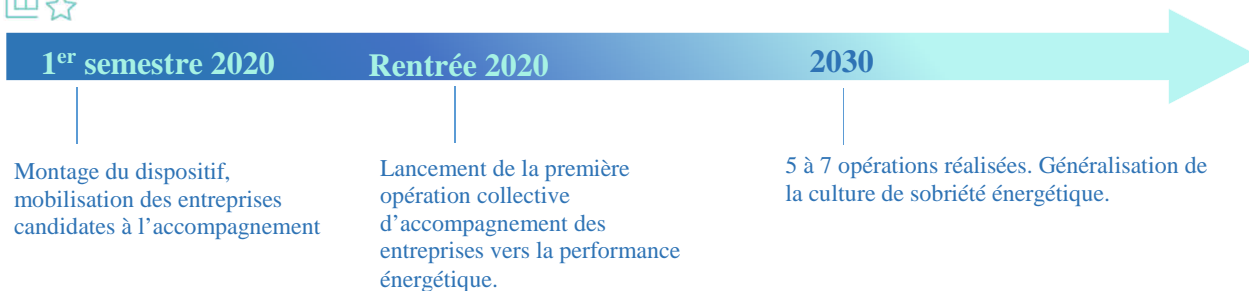 1er semestre 2020
Rentrée 2020
2030
Montage du dispositif,
mobilisation des entreprises
candidates à l’accompagnement
Lancement de la première
opération collective
d’accompagnement des
entreprises vers la performance
énergétique.
5 à 7 opérations réalisées. Généralisation de
la culture de sobriété énergétique.